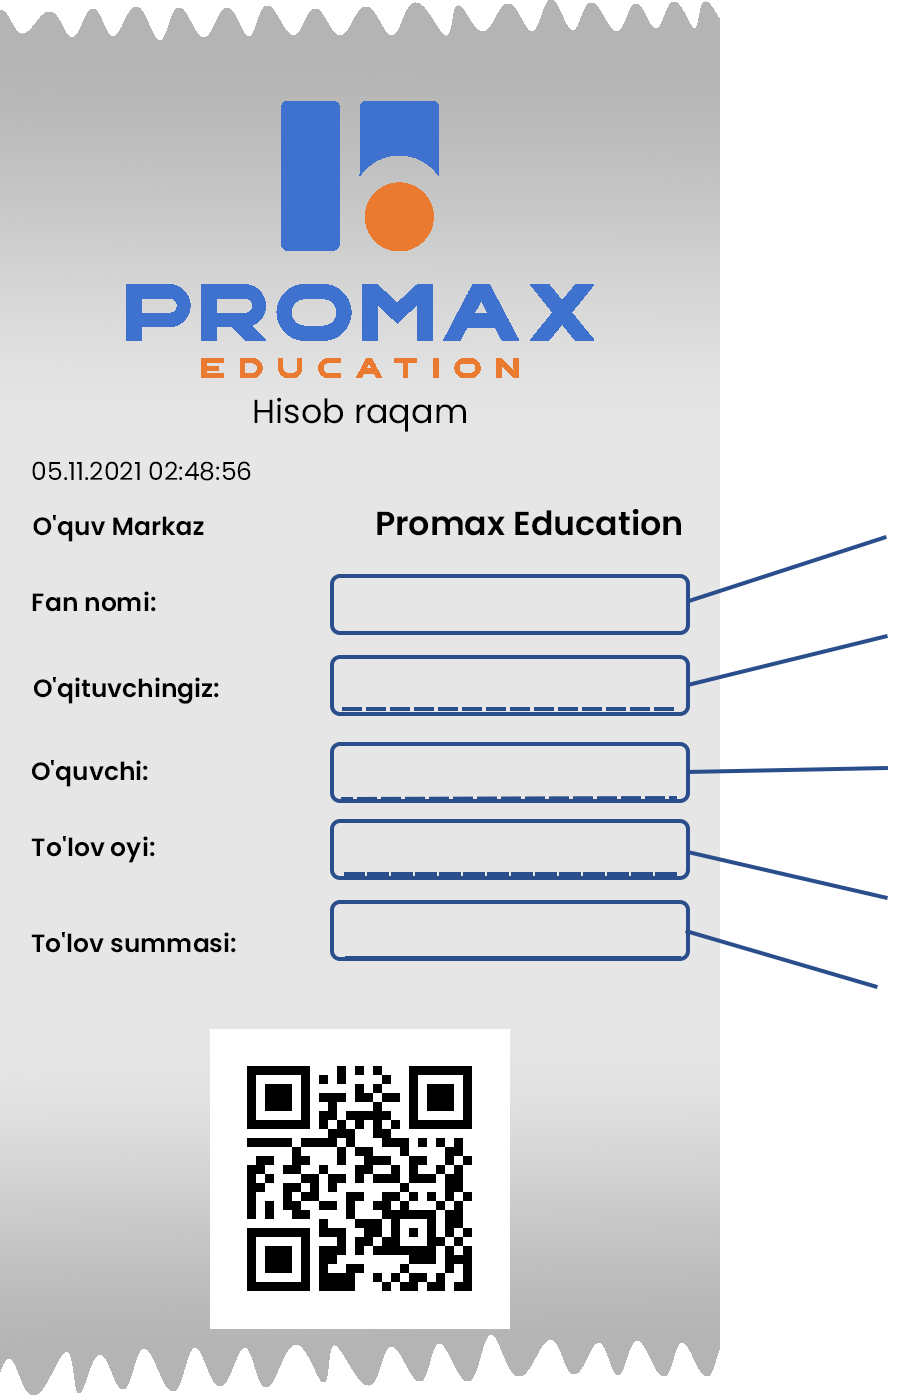 PROMAX
EDUCATION
Hisob raqam
05.11.2021 02:48:56
O'quv Markaz Promax Education
Fan nomi:
O'qituvchingiz:
O'quvchi:
To'lov oyi:
To'lov summasi: